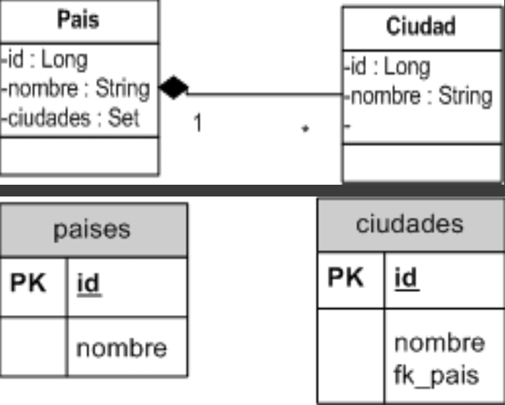 Pais
-id : Long
-nombre : String
-ciudades : Set
1
*
Ciudad
-id : Long
-nombre : String
-
paises
PK id
nombre
ciudades
PK id
nombre
fk_pais